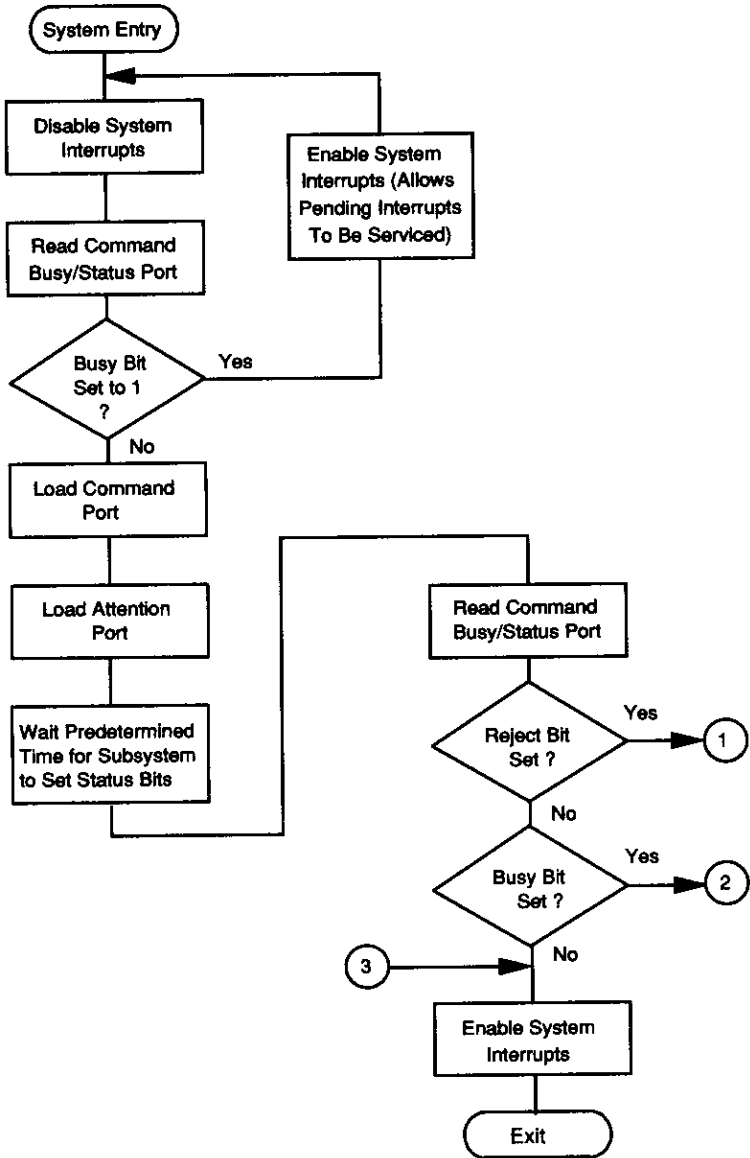 System Entry
Disable System
Interrupts
Enable System
Interrupts (Allows
Pending Interrupts
To Be Serviced)
Read Command
Busy/Status Port
Busy Bit
Set to 1
?
Yes
No
Load Command
Port
Load Attention
Port
Wait Predetermined
Time for Subsystem
to Set Status Bits
Read Command
Busy/Status Port
Reject Bit
Set ?
Yes
1
No
Busy Bit
Set ?
Yes
2
No
3
Enable System
Interrupts
Exit